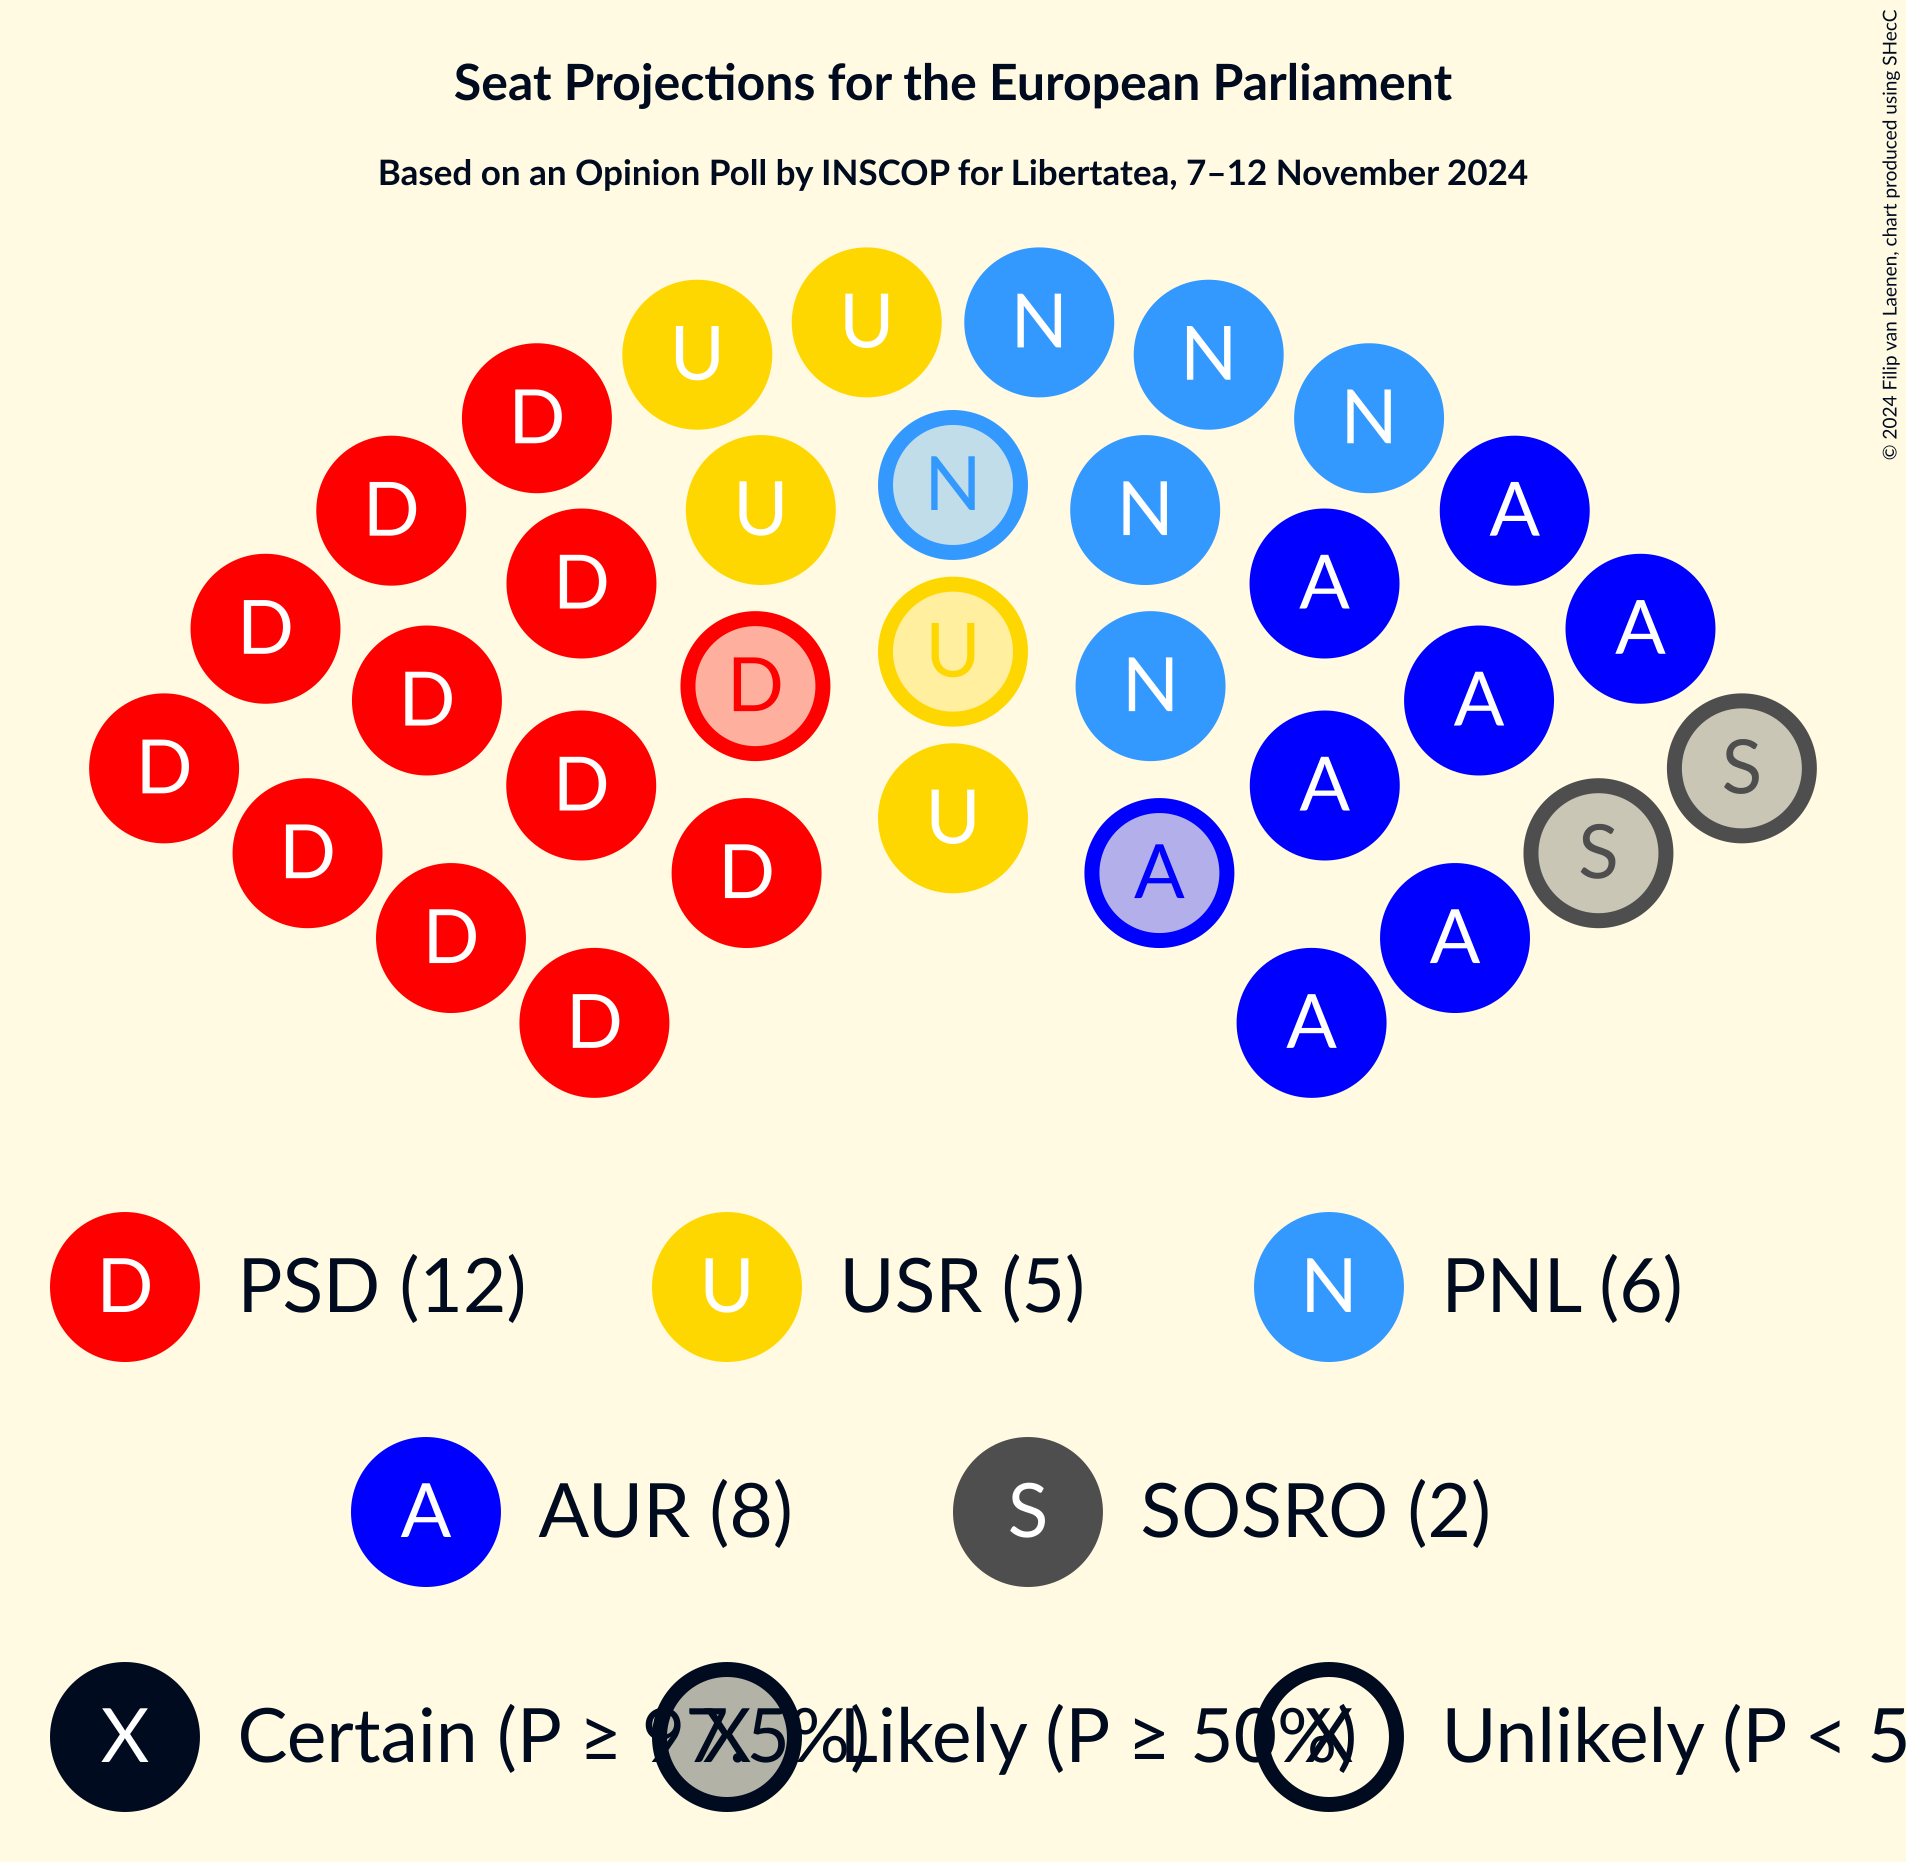 Seat Projections for the European Parliament
Based on an Opinion Poll by INSCOP for Libertatea, 7–12 November 2024
© 2024 Filip van Laenen, chart produced using SHecC
U U N N
D N
D U N N A
D D A A
D D U N A
D D A S
D D U A S
D D A A
D A
D PSD (12) U USR (5) N PNL (6)
A AUR (8) S SOSRO (2)
X Certain (P ≥ 97.5%) X Likely (P ≥ 50%) X Unlikely (P < 5